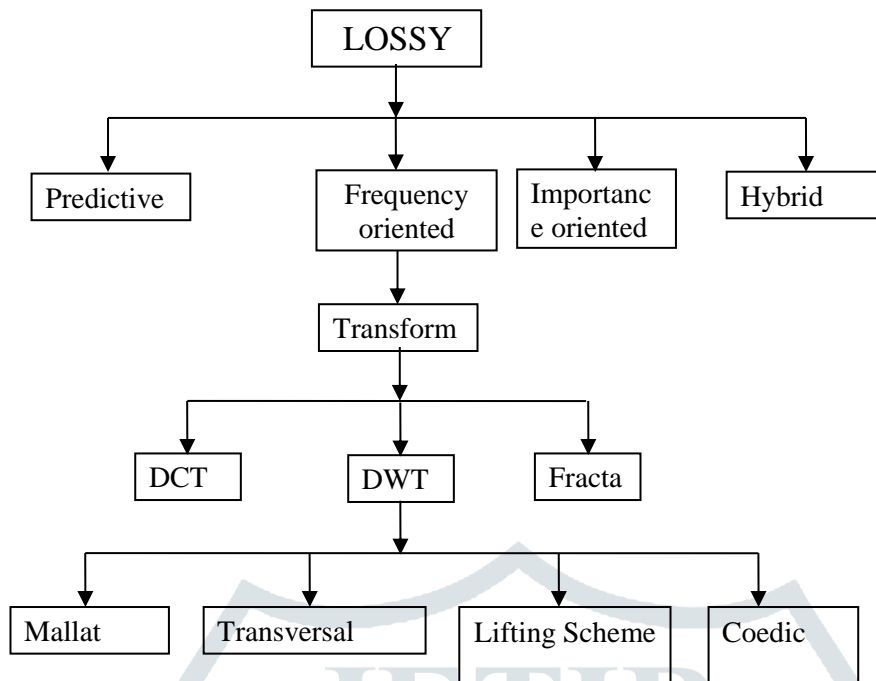 LOSSY
Predictive
Frequency
oriented
Importanc
e oriented
Hybrid
Transform
DCT
DWT
Fracta
Mallat
Transversal
Lifting Scheme
Coedic